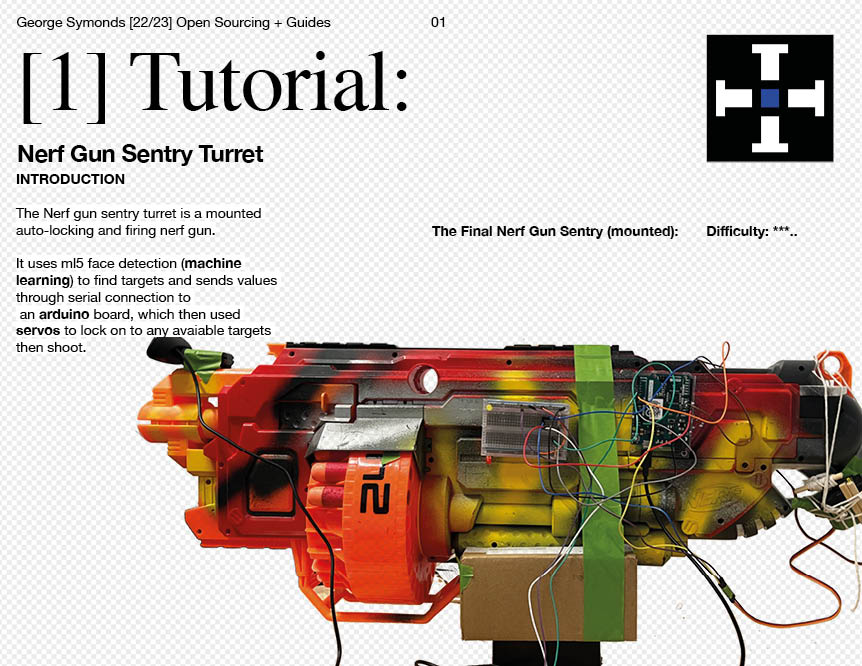 George Symonds [22/23] Open Sourcing + Guides
01
[1] Tutorial:
Nerf Gun Sentry Turret
INTRODUCTION
The Nerf gun sentry turret is a mounted
auto-locking and firing nerf gun.
It uses ml5 face detection (machine
learning) to find targets and sends values
through serial connection to
an arduino board, which then used
servos to lock on to any avaiable targets
then shoot.
The Final Nerf Gun Sentry (mounted):
Difficulty: ***..